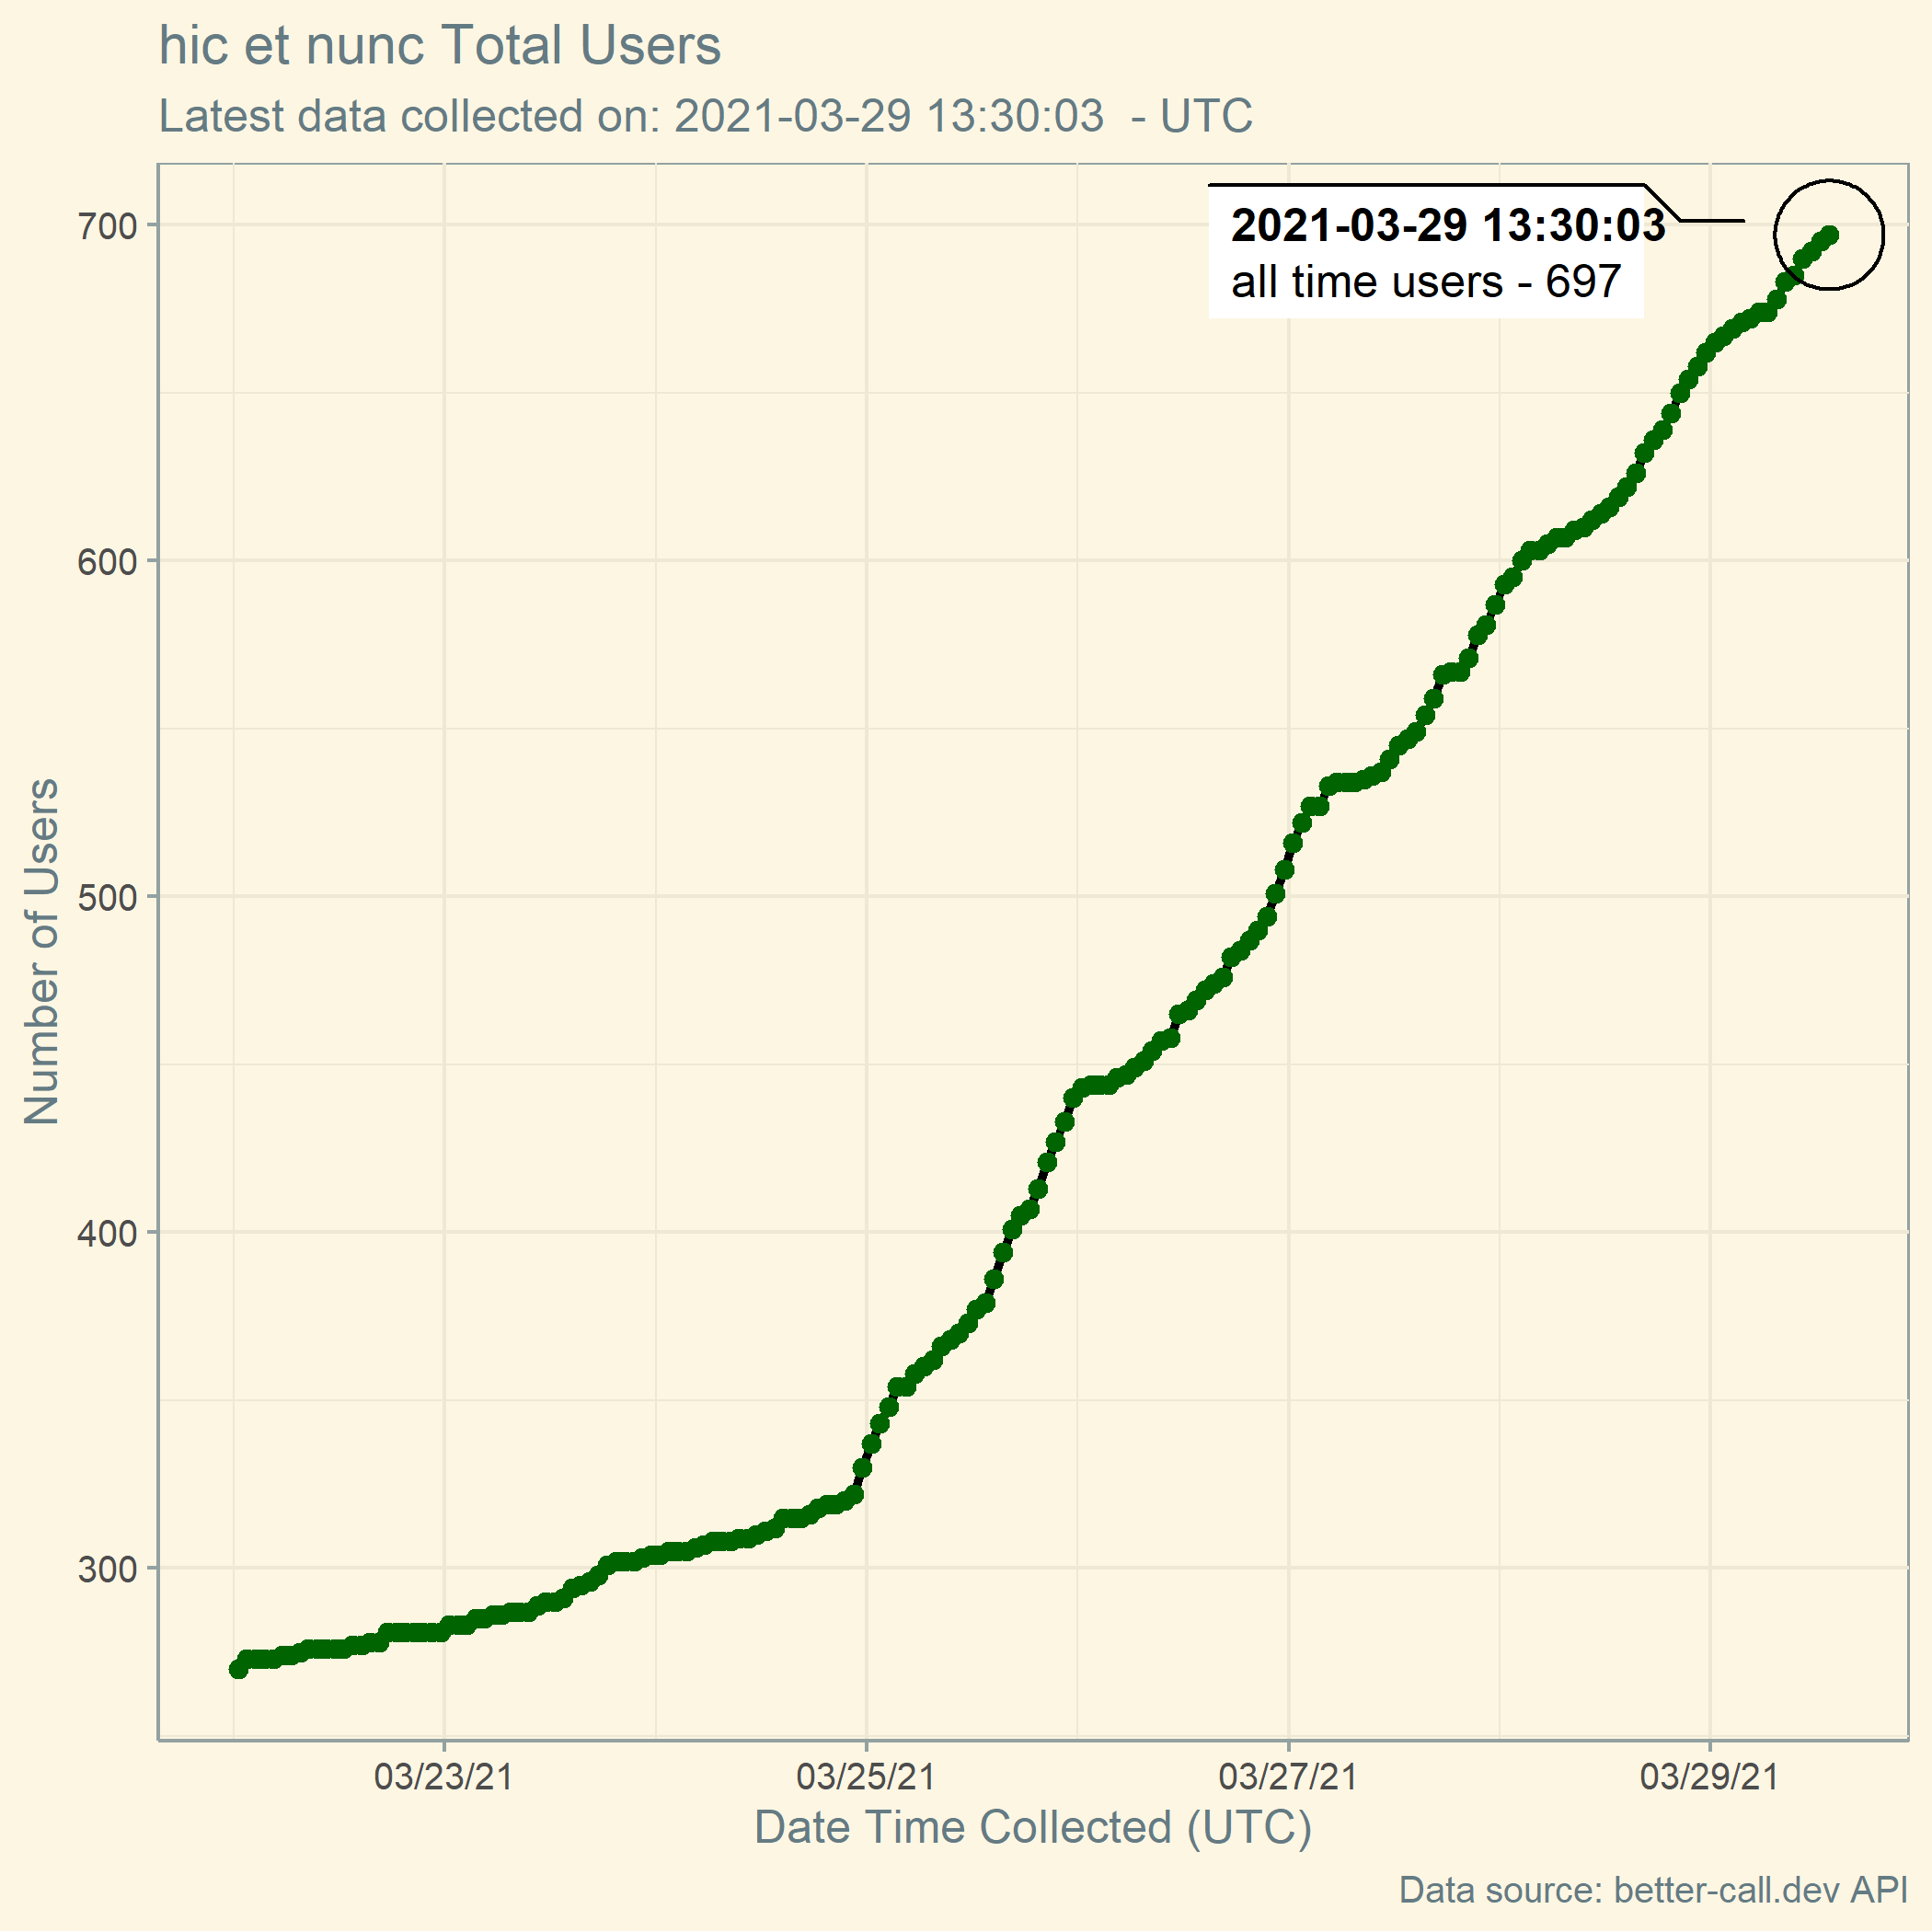 hic et nunc Total Users
Latest data collected on: 2021-03-29 13:30:03  - UTC
2021-03-29 13:30:03
all time users - 697
700
600
500
400
300
Number of Users
03/23/21 03/25/21 03/27/21 03/29/21
Date Time Collected (UTC)
Data source: better-call.dev API